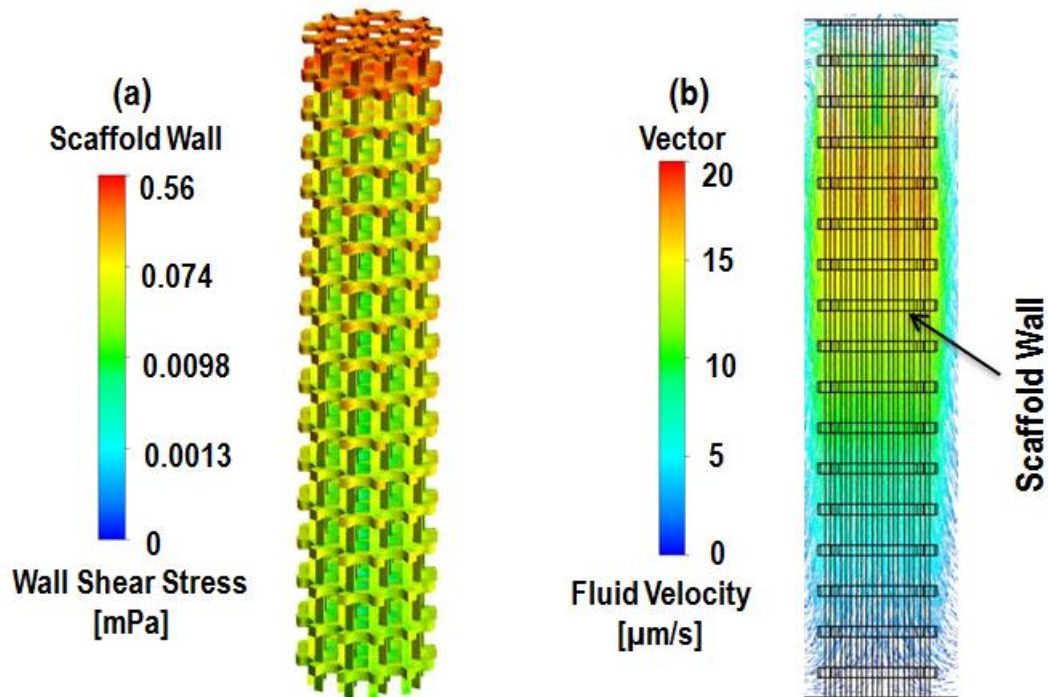 (a)
Scaffold Wall
0.56
0.074
0.0098
0.0013
0
Wall Shear Stress
[mPa]
(b)
Vector
20
15
10
5
0
Fluid Velocity
[µm/s]
Scaffold Wall